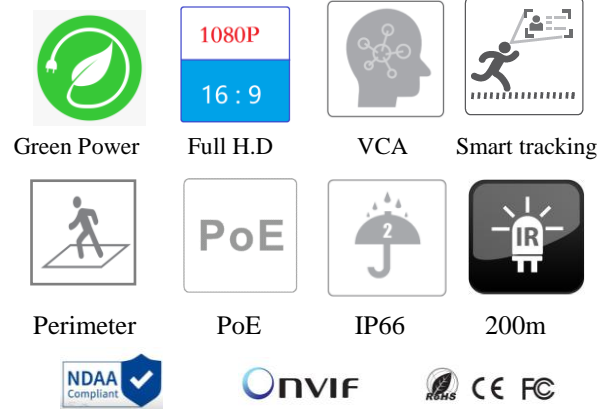 1080P
16 : 9
Green Power Full H.D VCA Smart tracking
PoE
2
IR
Perimeter PoE IP66 200m
NDAA
Compliant
ONVIF
RoHS CE FC